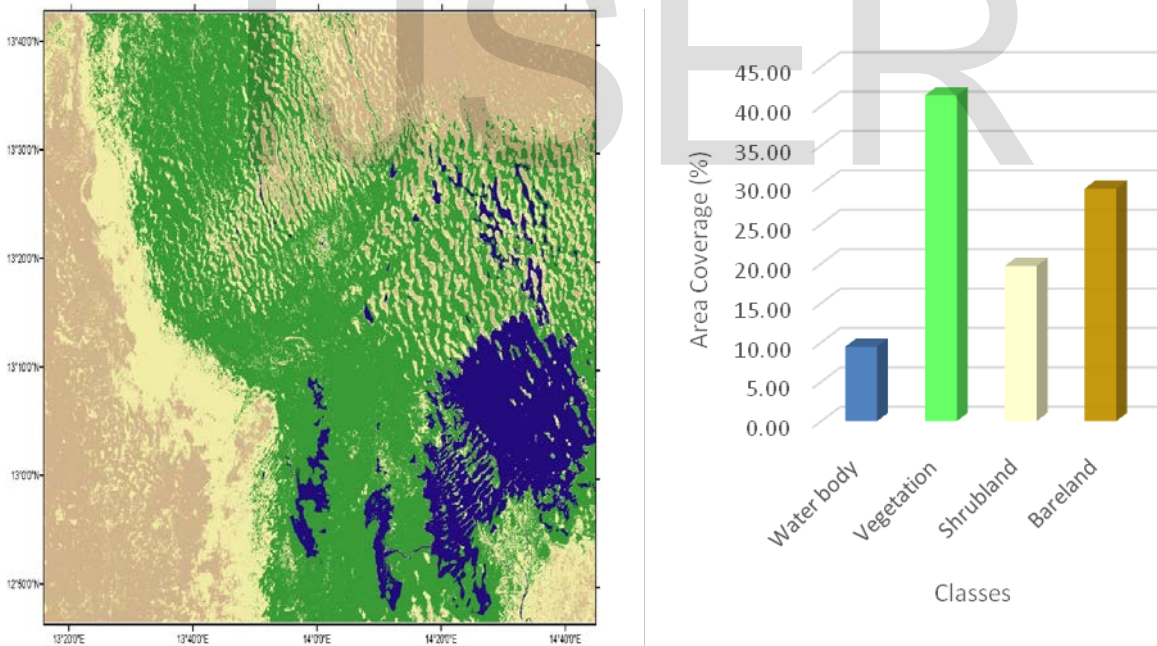 IJSER
13°40'0"N
13°30'0"N
13°20'0"N
13°10'0"N
13°0'0"N
12°50'0"N
13°20'0"E 13°40'0"E 14°0'0"E 14°20'0"E 14°40'0"E
45.00
40.00
35.00
30.00
25.00
20.00
15.00
10.00
5.00
0.00
Area Coverage (%)
Water body
Vegetation
Shrubland
Bareland
Classes